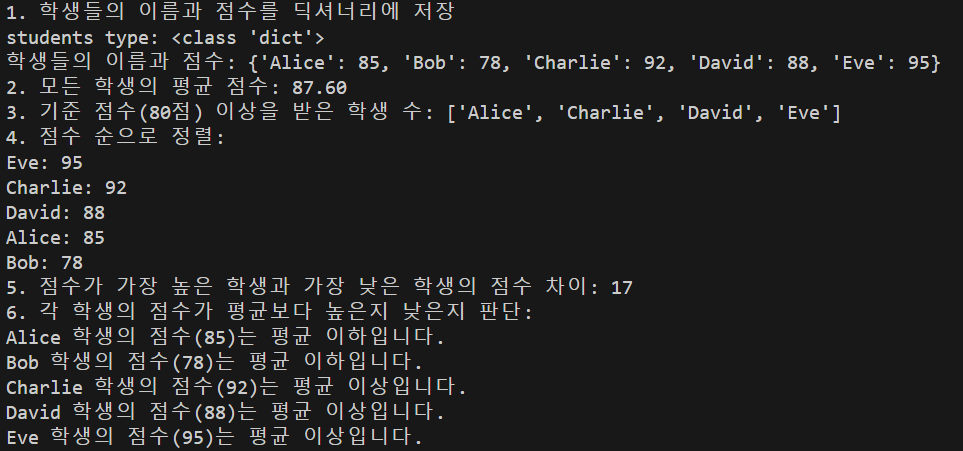 1. 학생들의 이름과 점수를 딕셔너리에 저장
students type: <class 'dict'>
학생들의 이름과 점수: {'Alice': 85, 'Bob': 78, 'Charlie': 92, 'David': 88, 'Eve': 95}
2. 모든 학생의 평균 점수: 87.60
3. 기준 점수(80점) 이상을 받은 학생 수: ['Alice', 'Charlie', 'David', 'Eve']
4. 점수 순으로 정렬:
Eve: 95
Charlie: 92
David: 88
Alice: 85
Bob: 78
5. 점수가 가장 높은 학생과 가장 낮은 학생의 점수 차이: 17
6. 각 학생의 점수가 평균보다 높은지 낮은지 판단:
Alice 학생의 점수(85)는 평균 이하입니다.
Bob 학생의 점수(78)는 평균 이하입니다.
Charlie 학생의 점수(92)는 평균 이상입니다.
David 학생의 점수(88)는 평균 이상입니다.
Eve 학생의 점수(95)는 평균 이상입니다.